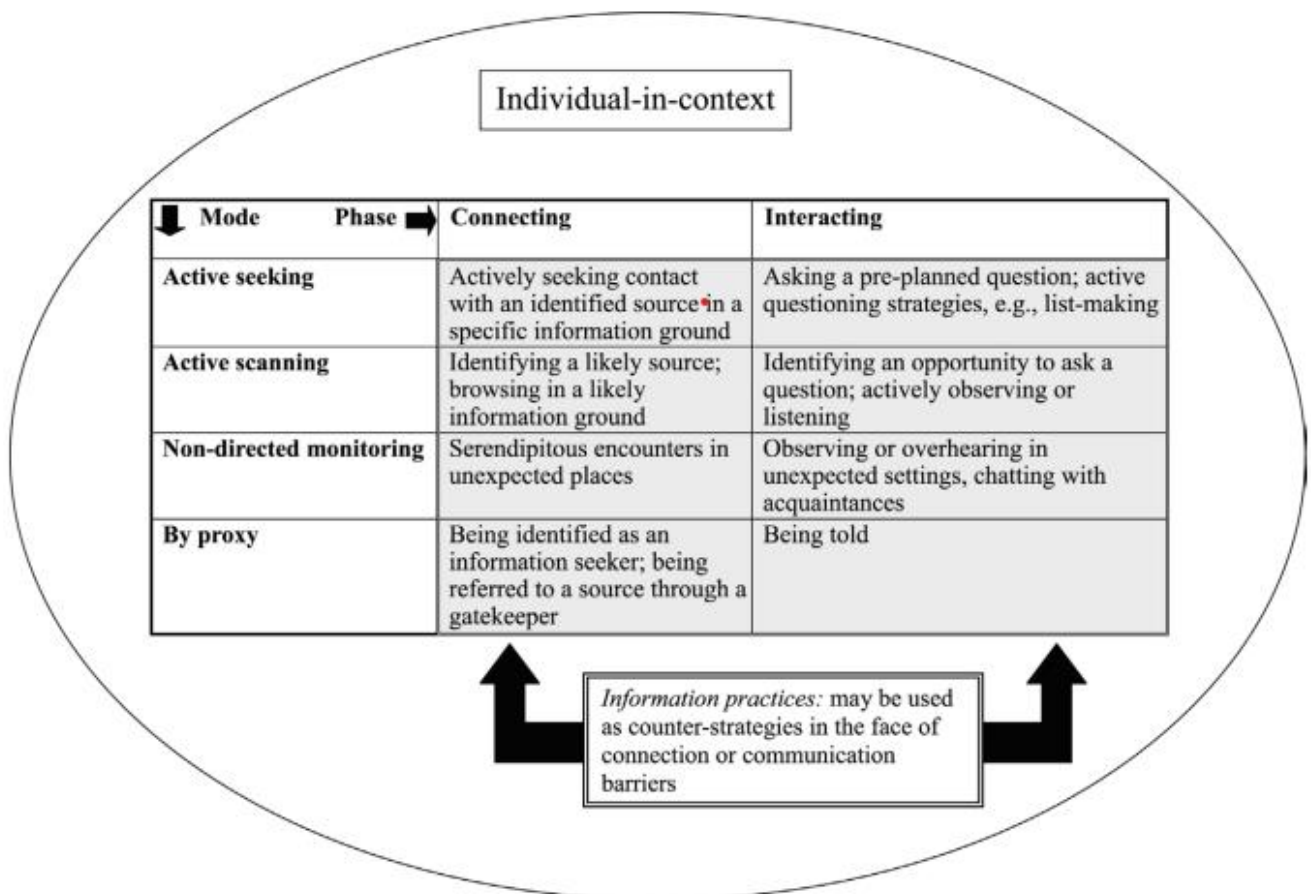 Individual-in-context
Mode Phase Connecting Interacting
Active seeking
Actively seeking contact
with an identified source in a
specific information ground
Asking a pre-planned question; active
questioning strategies, e.g., list-making
Active scanning
Identifying a likely source;
browsing in a likely
information ground
Identifying an opportunity to ask a
question; actively observing or
listening
Non-directed monitoring
Serendipitous encounters in
unexpected places
Observing or overhearing in
unexpected settings, chatting with
acquaintances
By proxy
Being identified as an
information seeker; being
referred to a source through a
gatekeeper
Being told
Information practices: may be used
as counter-strategies in the face of
connection or communication
barriers